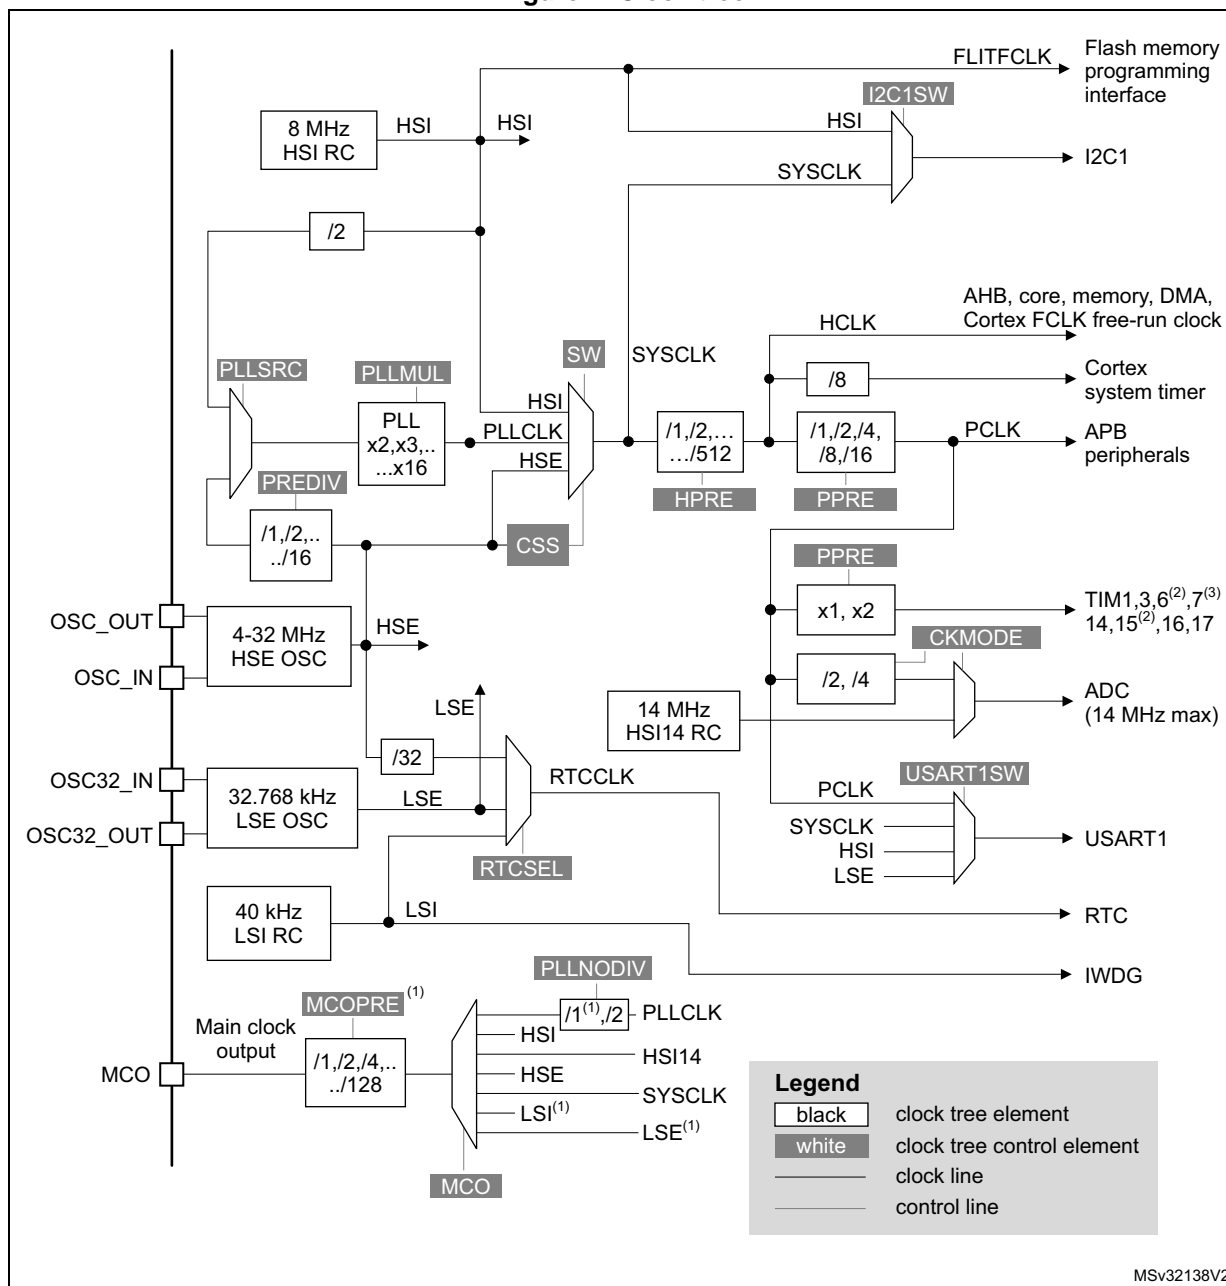 FLITFCLK
Flash memory
programming
interface
I2C1SW
8 MHz
HSI RC
HSI
HSI
HSI
I2C1
SYSCLK
/2
AHB, core, memory, DMA,
Cortex FCLK free-run clock
HCLK
SW
SYSCLK
/8
Cortex
system timer
PLLSRC
PLLMUL
PLL
x2,x3,..
...x16
HSI
PLLCLK
HSE
/1,/2,…
…/512
HPRE
/1,/2,/4,
/8,/16
PPRE
PCLK
APB
peripherals
PREDIV
/1,/2,..
../16
CSS
PPRE
x1, x2
TIM1,3,6(2),7(3)
14,15(2),16,17
OSC_OUT
OSC_IN
4-32 MHz
HSE OSC
HSE
CKMODE
/2, /4
14 MHz
HSI14 RC
ADC
(14 MHz max)
LSE
/32
RTCCLK
OSC32_IN
OSC32_OUT
32.768 kHz
LSE OSC
LSE
RTCSEL
USART1SW
PCLK
SYSCLK
HSI
LSE
USART1
40 kHz
LSI RC
LSI
RTC
IWDG
PLLNODIV
/1(1),/2
PLLCLK
MCOPRE (1)
Main clock
output
MCO
/1,/2,/4,..
../128
HSI
HSI14
HSE
SYSCLK
LSI(1)
LSE(1)
MCO
Legend
black
clock tree element
white
clock tree control element
clock line
control line
MSv32138V2